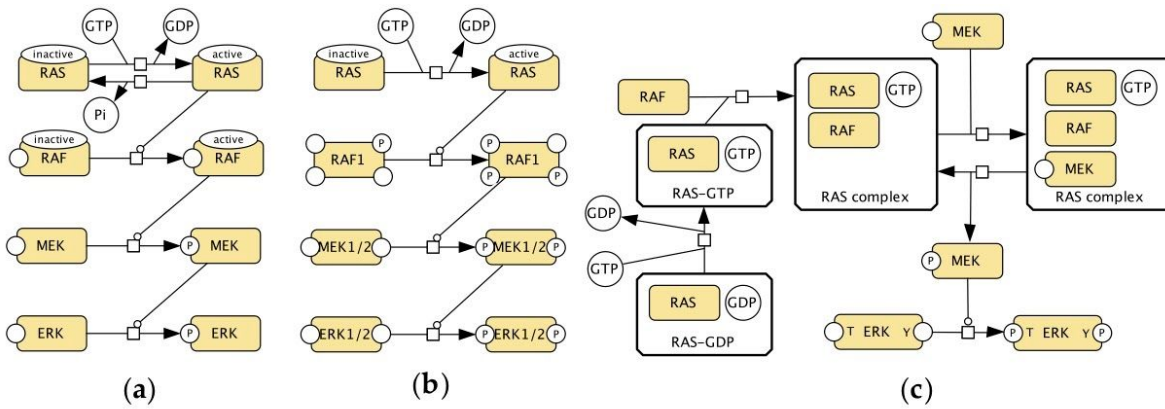 GTP GDP
inactive active
RAS RAS
Pi
inactive active
RAF RAF
MEK P MEK
ERK P ERK
(a)
GTP GDP
inactive active
RAS RAS
P
RAF1 RAF1
P P P
MEK1/2 P MEK1/2 P
ERK1/2 P ERK1/2 P
(b)
MEK
RAF
RAS GTP
RAF
RAS complex
RAS GTP
RAF
MEK
RAS complex
RAS GTP
RAS-GTP
GDP
GTP
RAS GDP
RAS-GDP
P MEK
T ERK Y P T ERK Y P
(c)